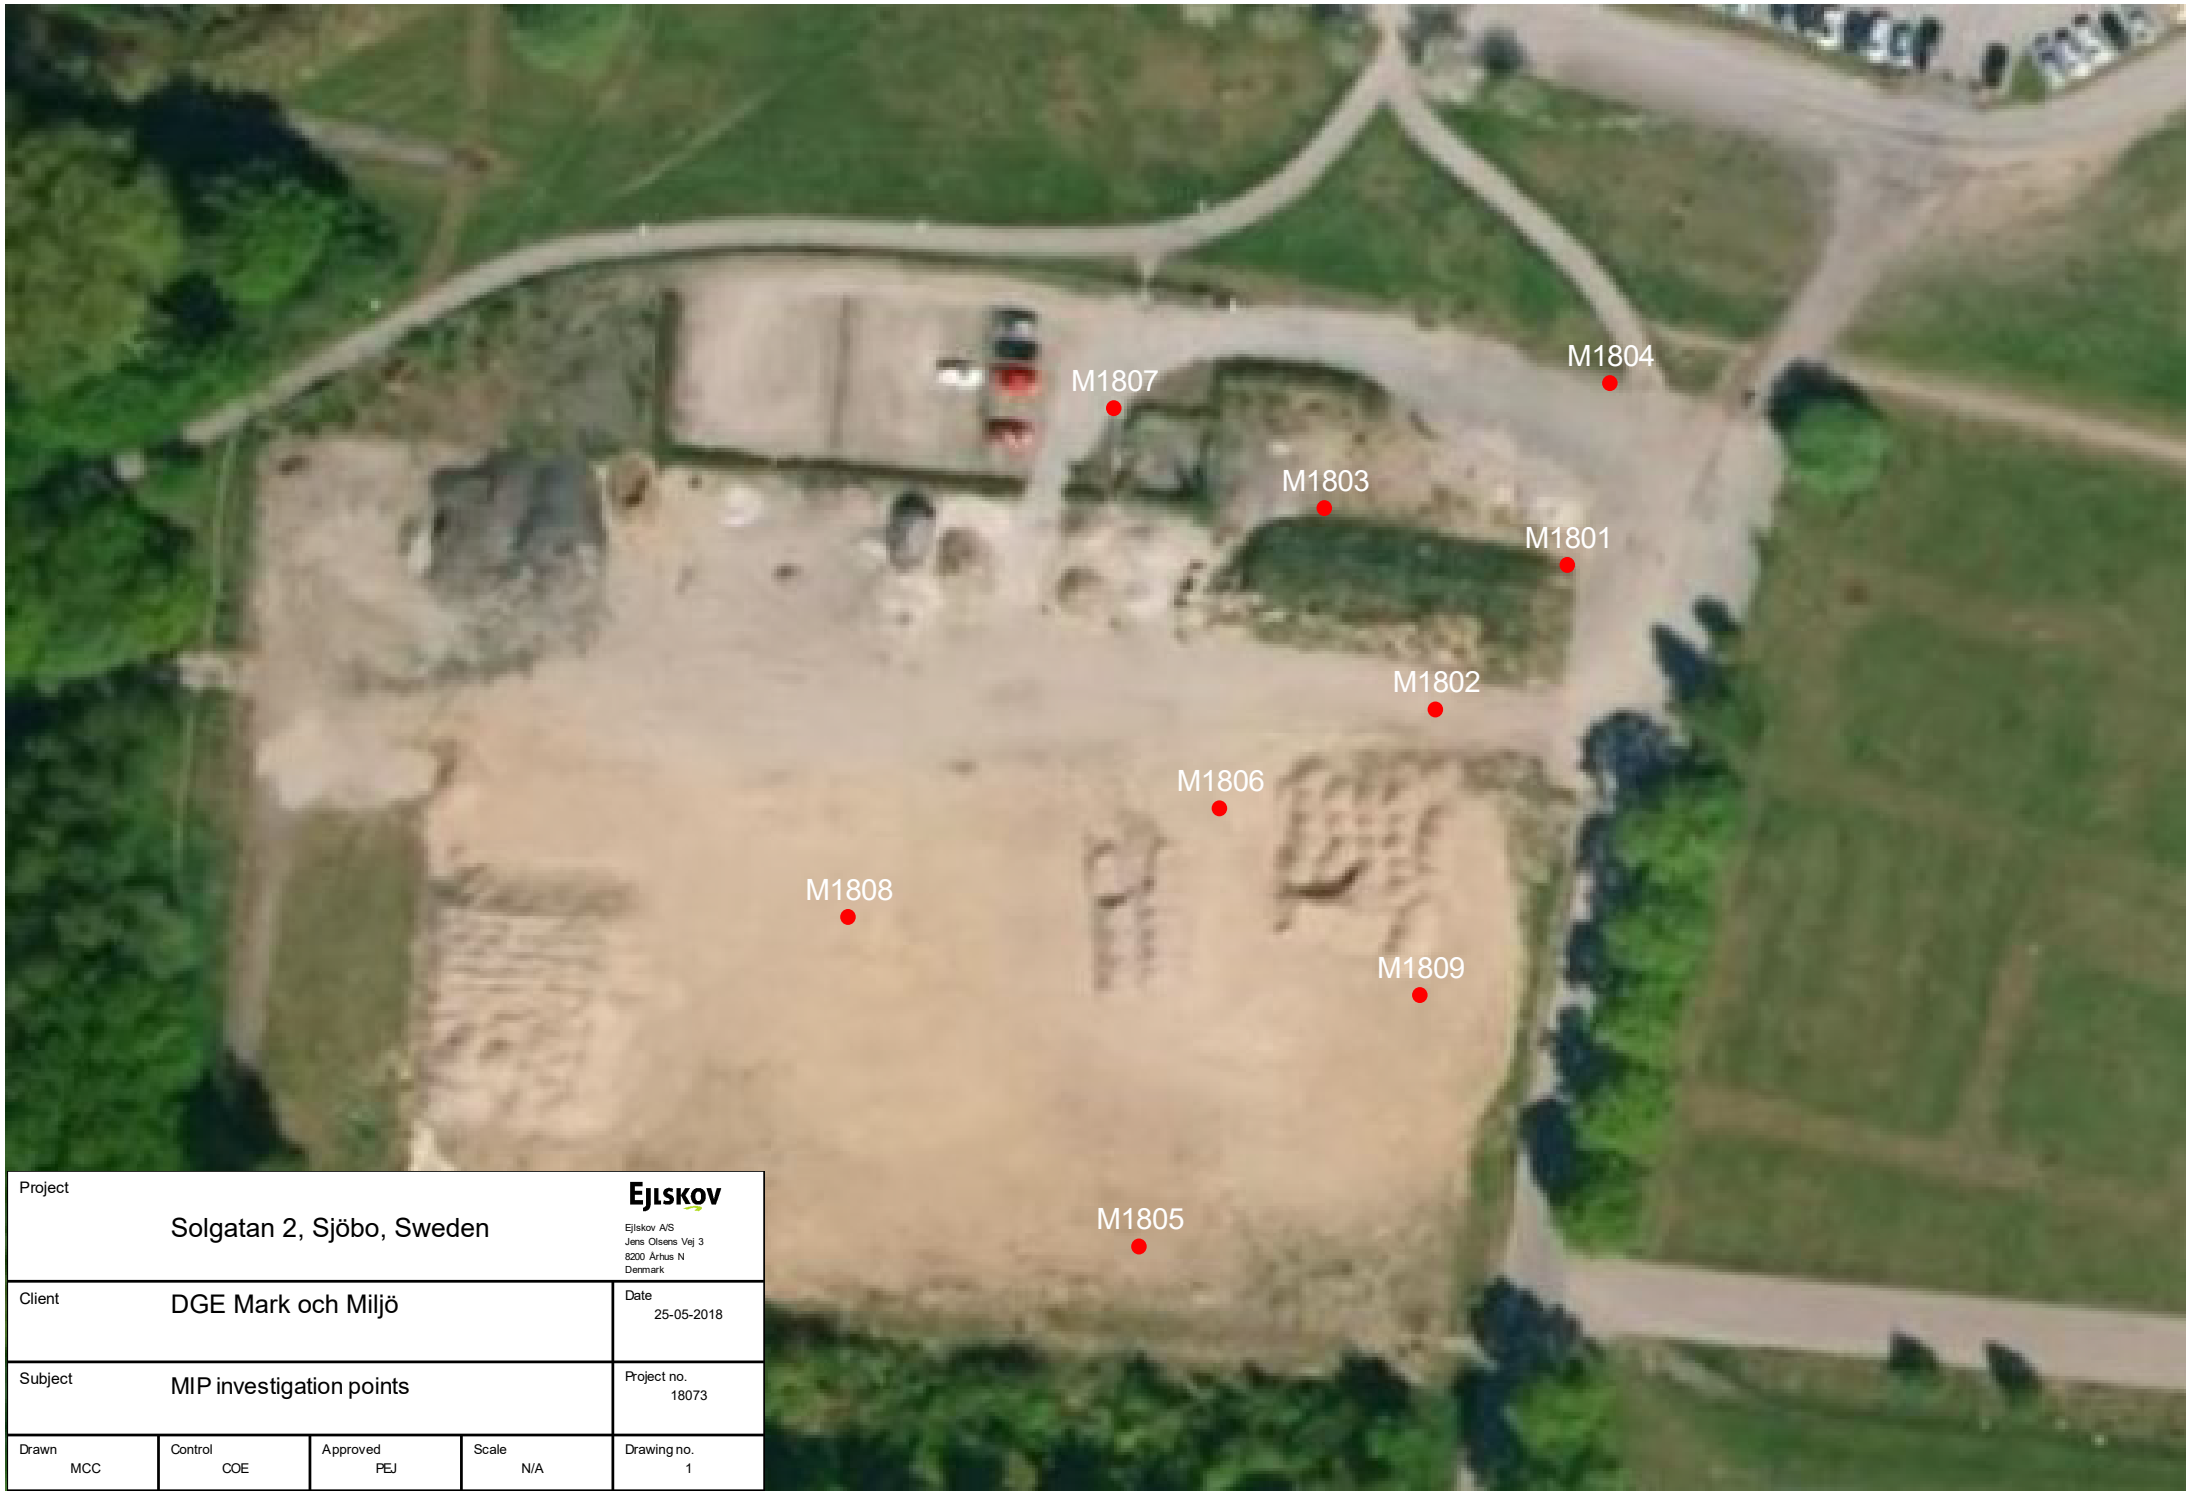 M1804
M1807
M1803
M1801
M1802
M1806
M1808
M1809
M1805
Project
Solgatan 2, Sjöbo, Sweden
EJLSKOV
Ejlskov A/S
Jens Olsens Vej 3
8200 Århus N
Denmark
Client
DGE Mark och Miljö
Date
25-05-2018
Subject
MIP investigation points
Project no.
18073
Drawn
MCC
Control
COE
Approved
PEJ
Scale
N/A
Drawing no.
1